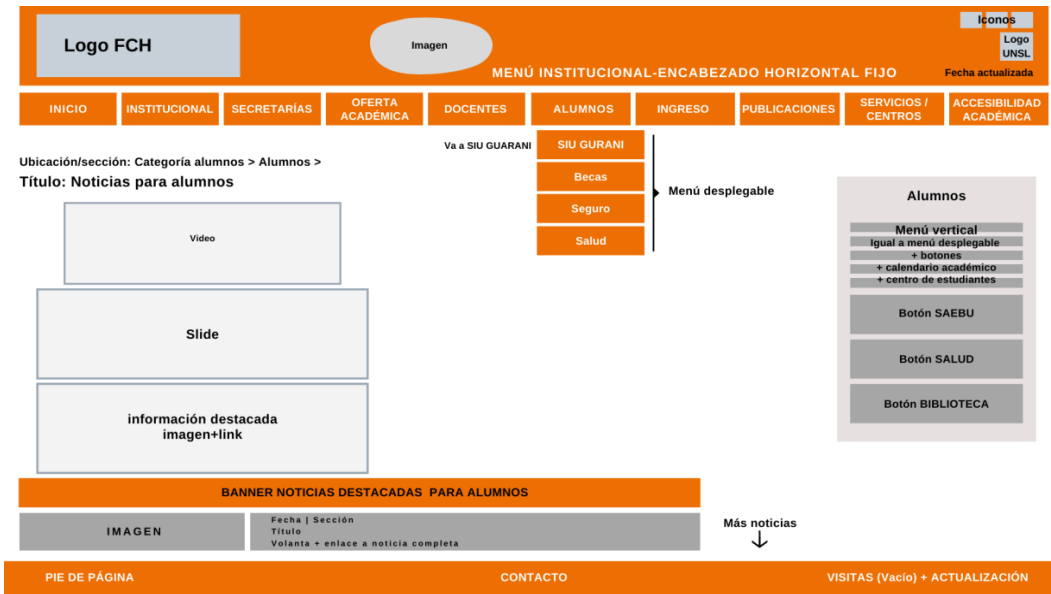 Logo FCH
Imagen
Iconos
Logo
UNSL
MENÚ INSTITUCIONAL-ENCABEZADO HORIZONTAL FIJO
Fecha actualizada
INICIO
INSTITUCIONAL
SECRETARÍAS
OFERTA
ACADÉMICA
DOCENTES
ALUMNOS
INGRESO
PUBLICACIONES
SERVICIOS /
CENTROS
ACCESIBILIDAD
ACADÉMICA
Va a SIU GUARANI
SIU GURANI
Becas
Seguro
Salud
Menú desplegable
Ubicación/sección: Categoría alumnos > Alumnos >
Título: Noticias para alumnos
Video
Slide
información destacada
imagen+link
Alumnos
Menú vertical
Igual a menú desplegable
+ botones
+ calendario académico
+ centro de estudiantes
Botón SAEBU
Botón SALUD
Botón BIBLIOTECA
BANNER NOTICIAS DESTACADAS PARA ALUMNOS
IMAGEN
Fecha | Sección
Título
Volanta + enlace a noticia completa
Más noticias
PIE DE PÁGINA
CONTACTO
VISITAS (Vacío) + ACTUALIZACIÓN